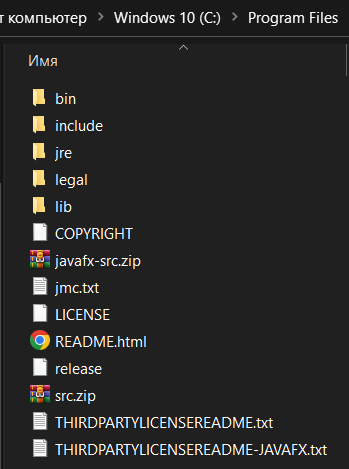 т компьютер > Windows 10 (C:) > Program Files
Имя
bin
include
jre
legal
lib
COPYRIGHT
javafx-src.zip
jmc.txt
LICENSE
README.html
release
src.zip
THIRDPARTYLICENSEREADME.txt
THIRDPARTYLICENSEREADME-JAVAFX.txt